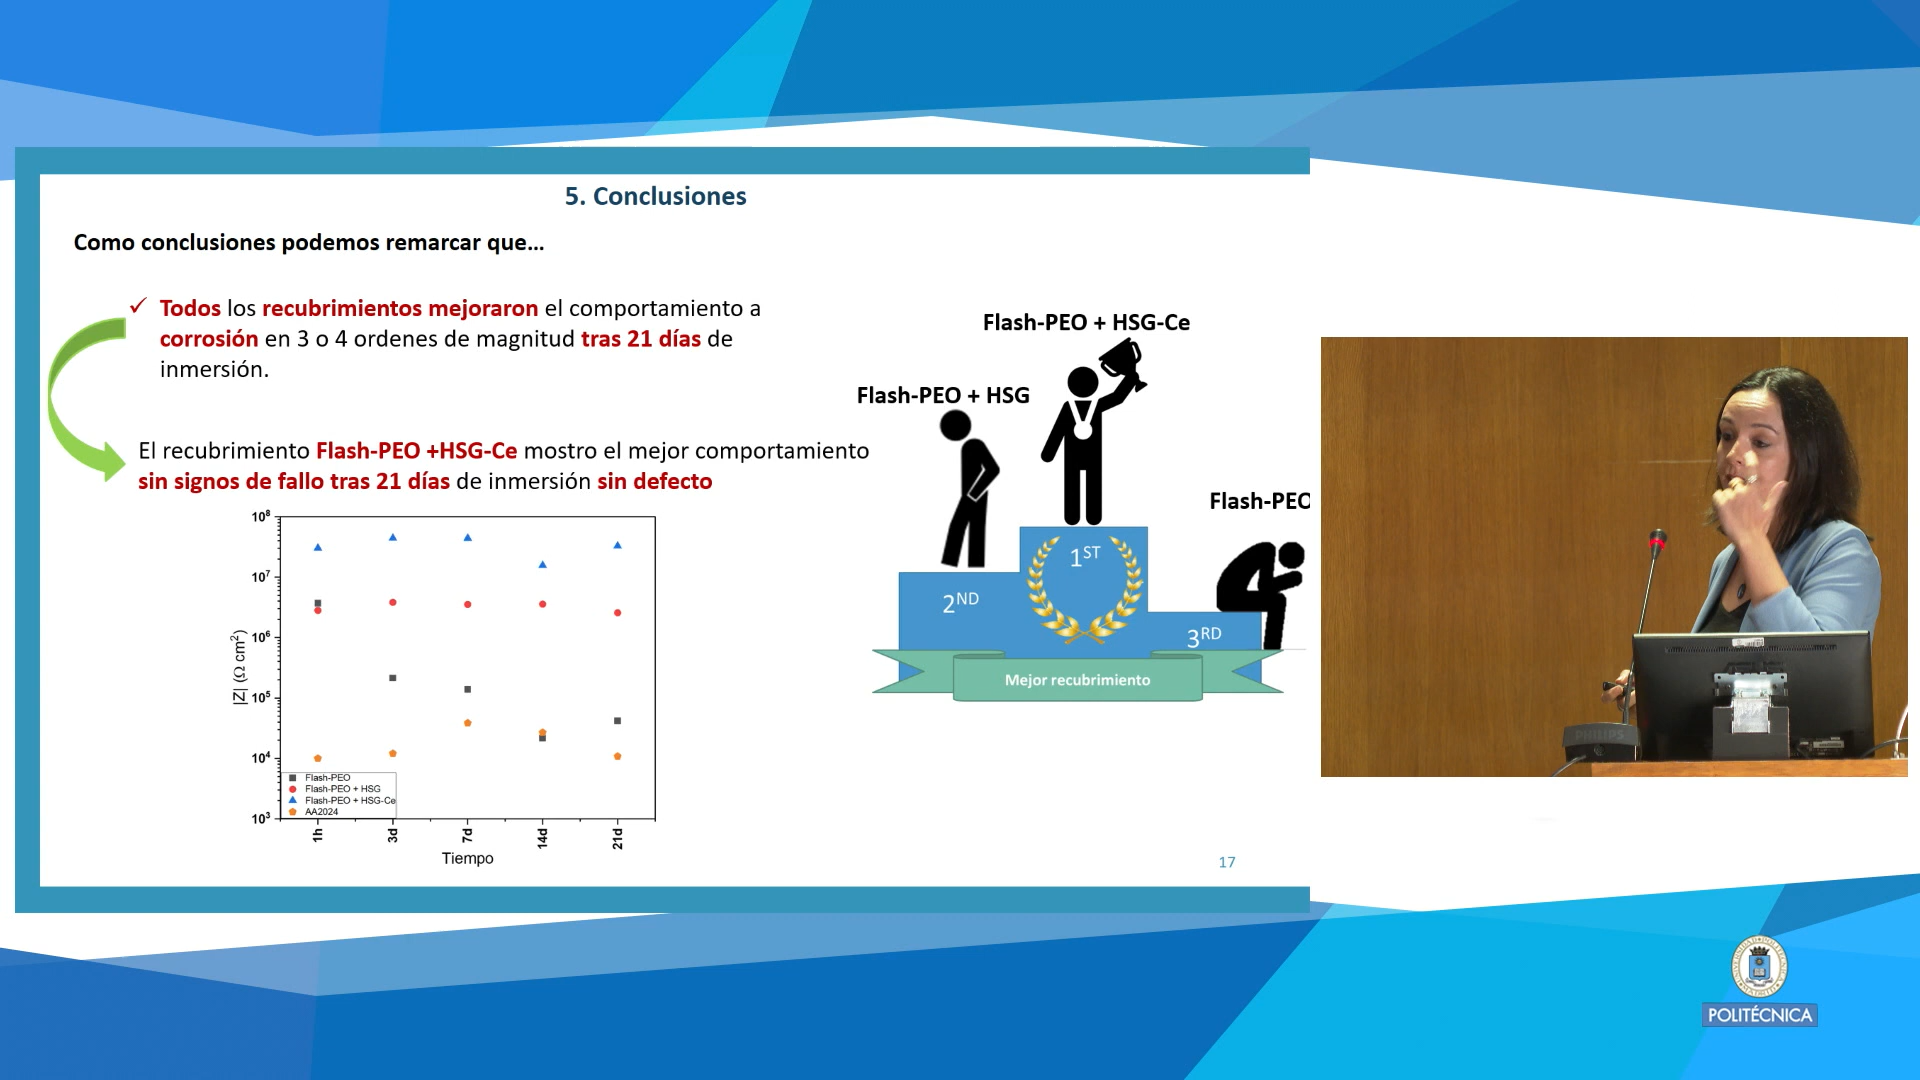 5. Conclusiones
Como conclusiones podemos remarcar que...
✓ Todos los recubrimientos mejoraron el comportamiento a
corrosión en 3 o 4 ordenes de magnitud tras 21 días de
inmersión.
El recubrimiento Flash-PEO +HSG-Ce mostro el mejor comportamiento
sin signos de fallo tras 21 días de inmersión sin defecto
10⁸
10⁷
10⁶
10⁵
10⁴
10³
|Z| (Ω cm²)
Flash-PEO
Flash-PEO + HSG
Flash-PEO + HSG-Ce
AA2024
1h
3d
7d
14d
21d
Tiempo
Flash-PEO + HSG-Ce
Flash-PEO + HSG
Flash-PEO
1ST
2ND
3RD
Mejor recubrimiento
17
PHILIPS
POLITÉCNICA